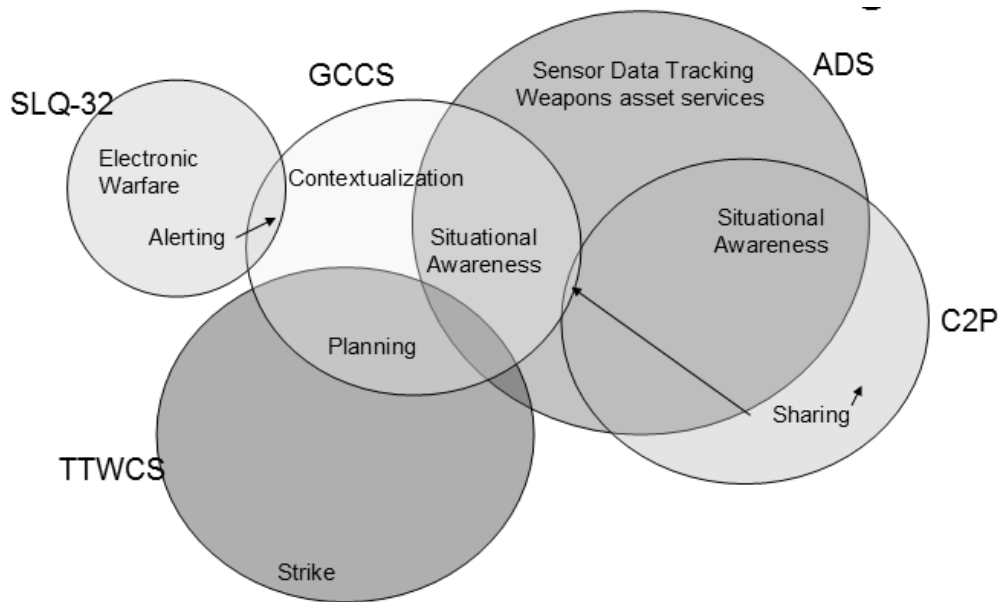 SLQ-32
GCCS
ADS
Sensor Data Tracking
Weapons asset services
Electronic
Warfare
Contextualization
Alerting
Situational
Awareness
Situational
Awareness
C2P
Planning
Sharing
TTWCS
Strike